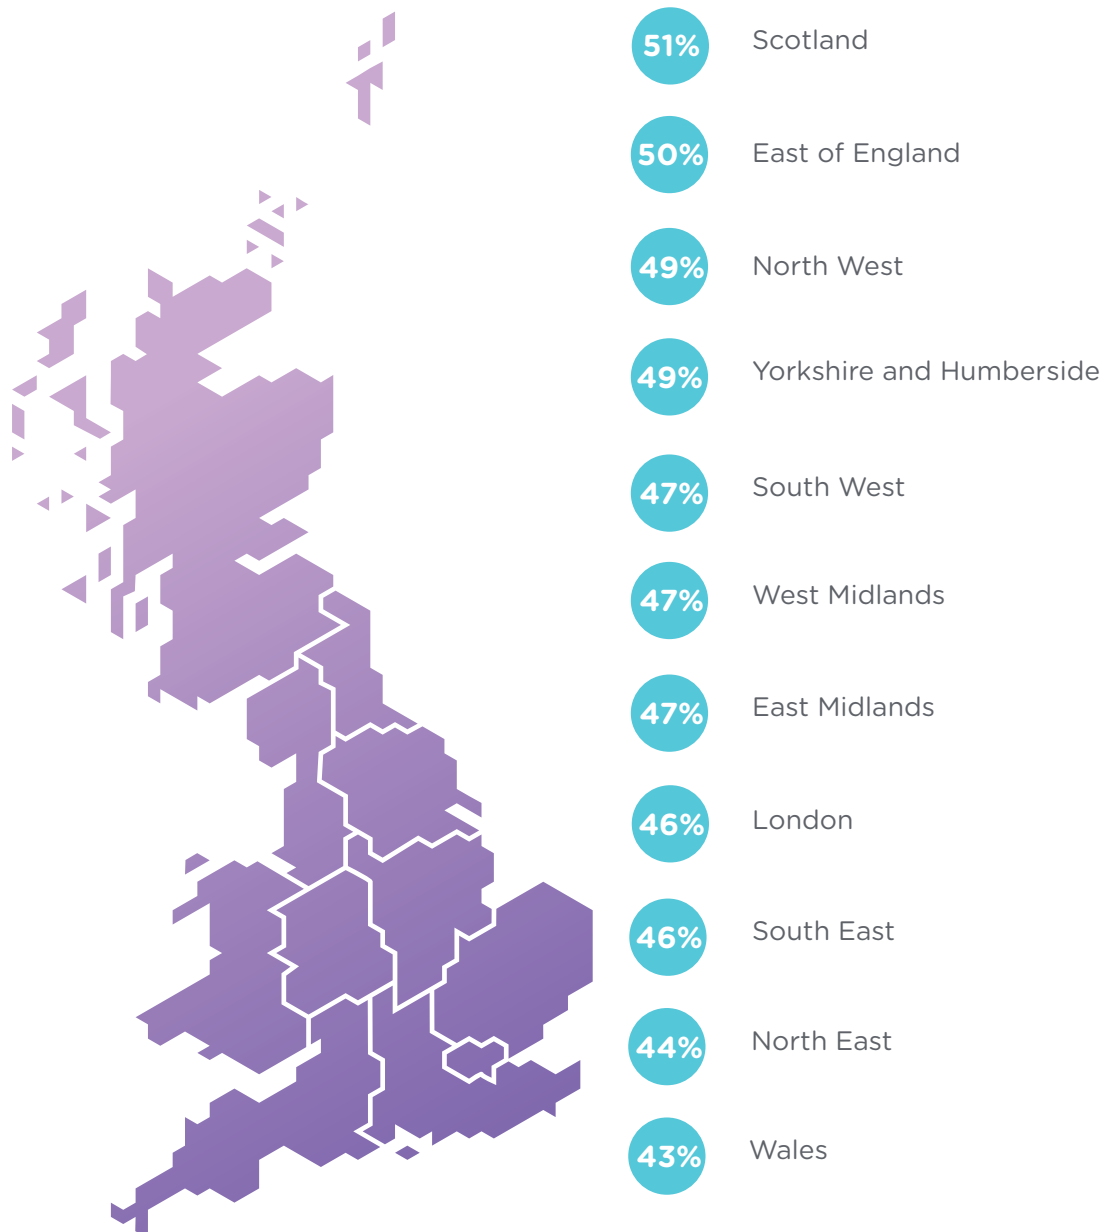 51% Scotland
50% East of England
49% North West
49% Yorkshire and Humberside
47% South West
47% West Midlands
47% East Midlands
46% London
46% South East
44% North East
43% Wales